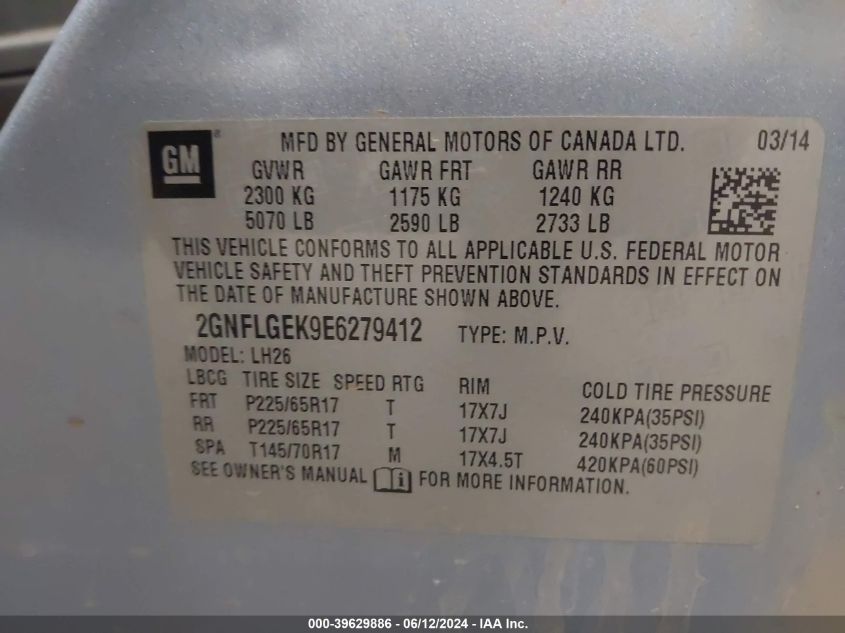 GM® MFD BY GENERAL MOTORS OF CANADA LTD. 03/14
GVWR GAWR FRT GAWR RR
2300 KG 1175 KG 1240 KG
5070 LB 2590 LB 2733 LB
THIS VEHICLE CONFORMS TO ALL APPLICABLE U.S. FEDERAL MOTOR
VEHICLE SAFETY AND THEFT PREVENTION STANDARDS IN EFFECT ON
THE DATE OF MANUFACTURE SHOWN ABOVE.
2GNFLGEK9E6279412 TYPE: M.P.V.
MODEL: LH26
LBCG TIRE SIZE SPEED RTG RIM COLD TIRE PRESSURE
FRT P225/65R17 T 17X7J 240KPA(35PSI)
RR P225/65R17 T 17X7J 240KPA(35PSI)
SPA T145/70R17 M 17X4.5T 420KPA(60PSI)
SEE OWNER'S MANUAL FOR MORE INFORMATION.
000-39629886 - 06/12/2024 - IAA Inc.